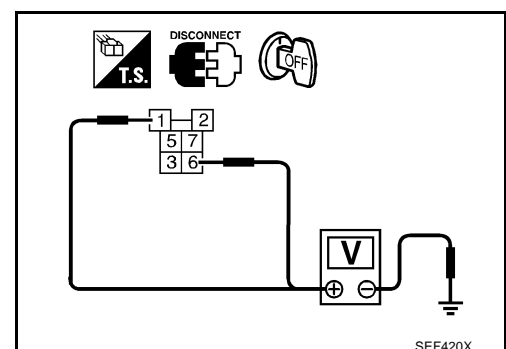 DISCONNECT
T.S.
OFF
1 2
5 7
3 6
V
+ −
SEF420X